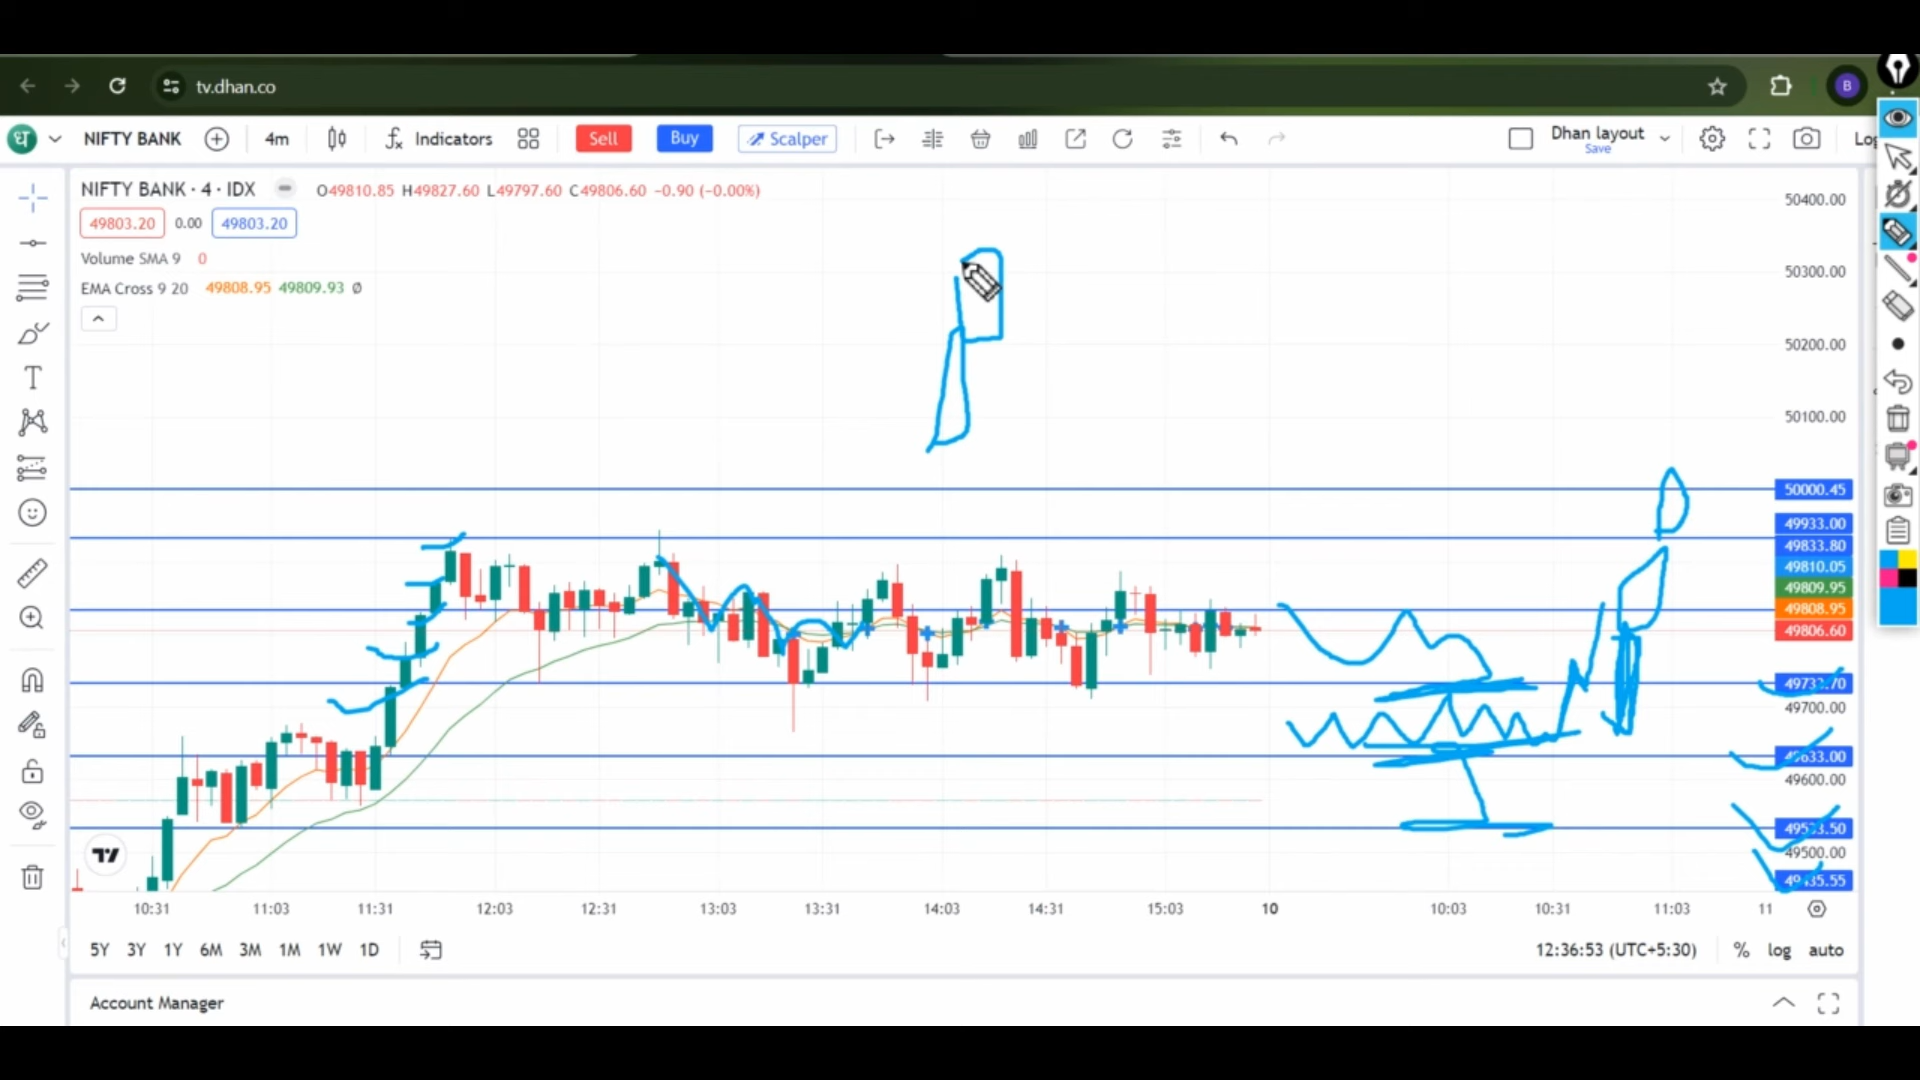 tv.dhan.co
B
ध NIFTY BANK 4m Indicators Sell Buy Scalper Dhan layout
Save
NIFTY BANK · 4 · IDX O49810.85 H49827.60 L49797.60 C49806.60 −0.90 (−0.00%)
49803.20 0.00 49803.20
Volume SMA 9 0
EMA Cross 9 20 49808.95 49809.93 Ø
50400.00
50300.00
50200.00
50100.00
50000.45
49933.00
49833.80
49810.05
49809.95
49808.95
49806.60
49700.00
49600.00
49500.00
10:31 11:03 11:31 12:03 12:31 13:03 13:31 14:03 14:31 15:03 10 10:03 10:31 11:03 11
5Y 3Y 1Y 6M 3M 1M 1W 1D 12:36:53 (UTC+5:30) % log auto
Account Manager